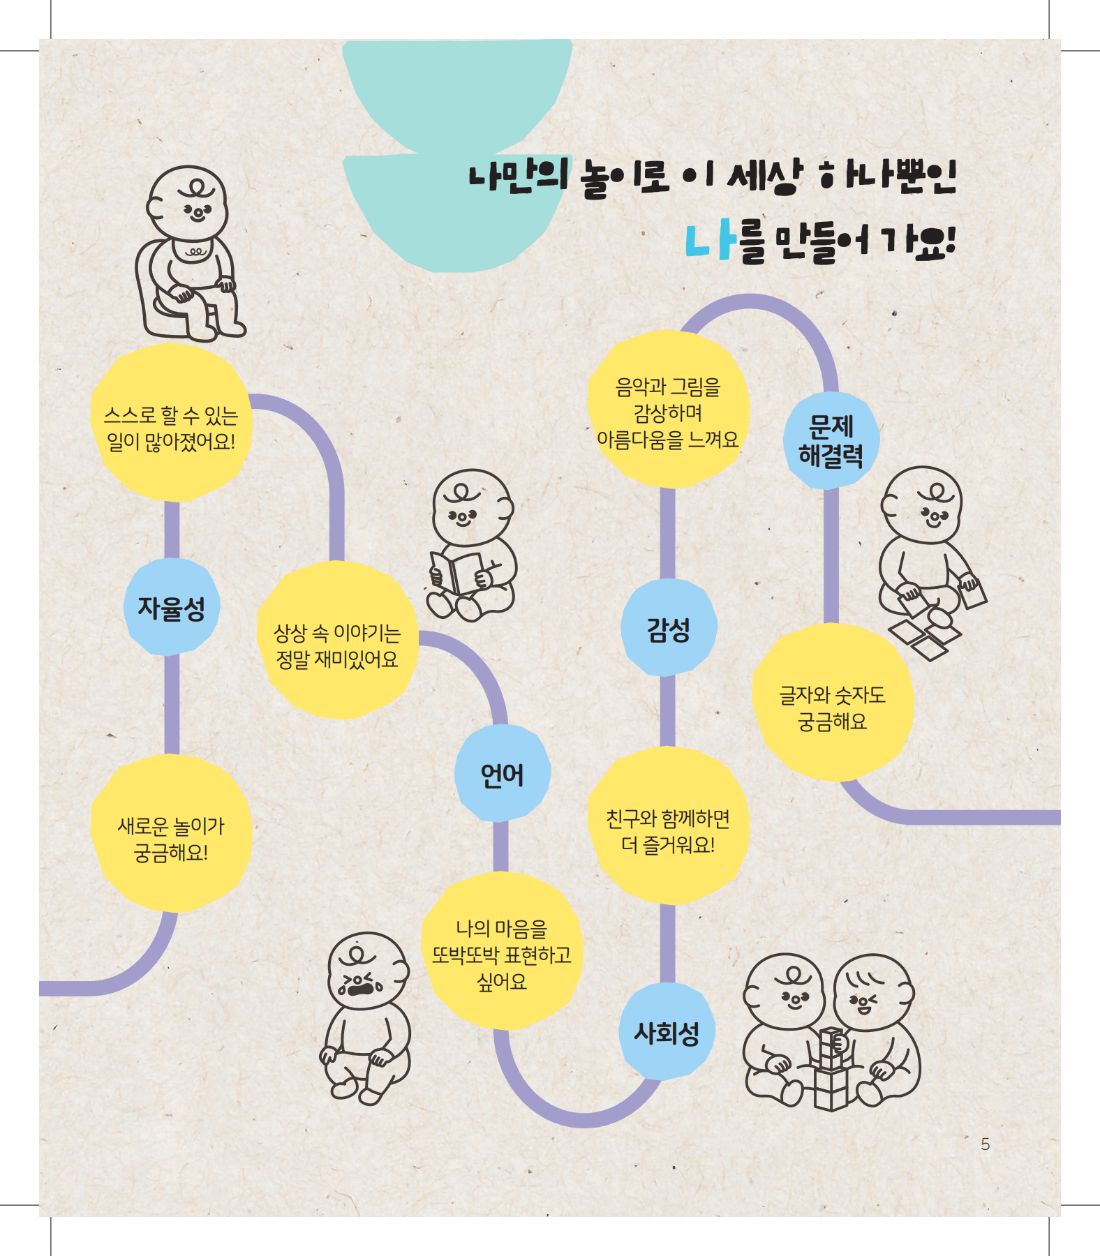 나만의 놀이로 이 세상 하나뿐인
나를 만들어 가요!
스스로 할 수 있는
일이 많아졌어요!
자율성
새로운 놀이가
궁금해요!
상상 속 이야기는
정말 재미있어요
언어
나의 마음을
또박또박 표현하고
싶어요
음악과 그림을
감상하며
아름다움을 느껴요
감성
친구와 함께하면
더 즐거워요!
사회성
문제
해결력
글자와 숫자도
궁금해요
5